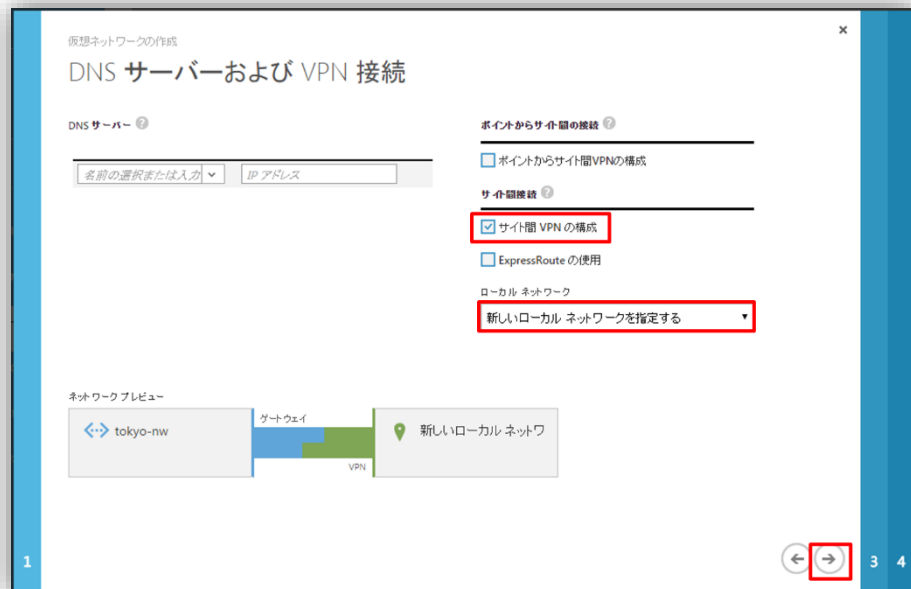 仮想ネットワークの作成
DNS サーバーおよび VPN 接続
DNS サーバー
名前の選択または入力
IP アドレス
ポイントからサイト間の接続
ポイントからサイト間VPNの構成
サイト間接続
サイト間 VPN の構成
ExpressRoute の使用
ローカル ネットワーク
新しいローカル ネットワークを指定する
ネットワーク プレビュー
tokyo-nw
ゲートウェイ
VPN
新しいローカル ネットワ
1
3
4